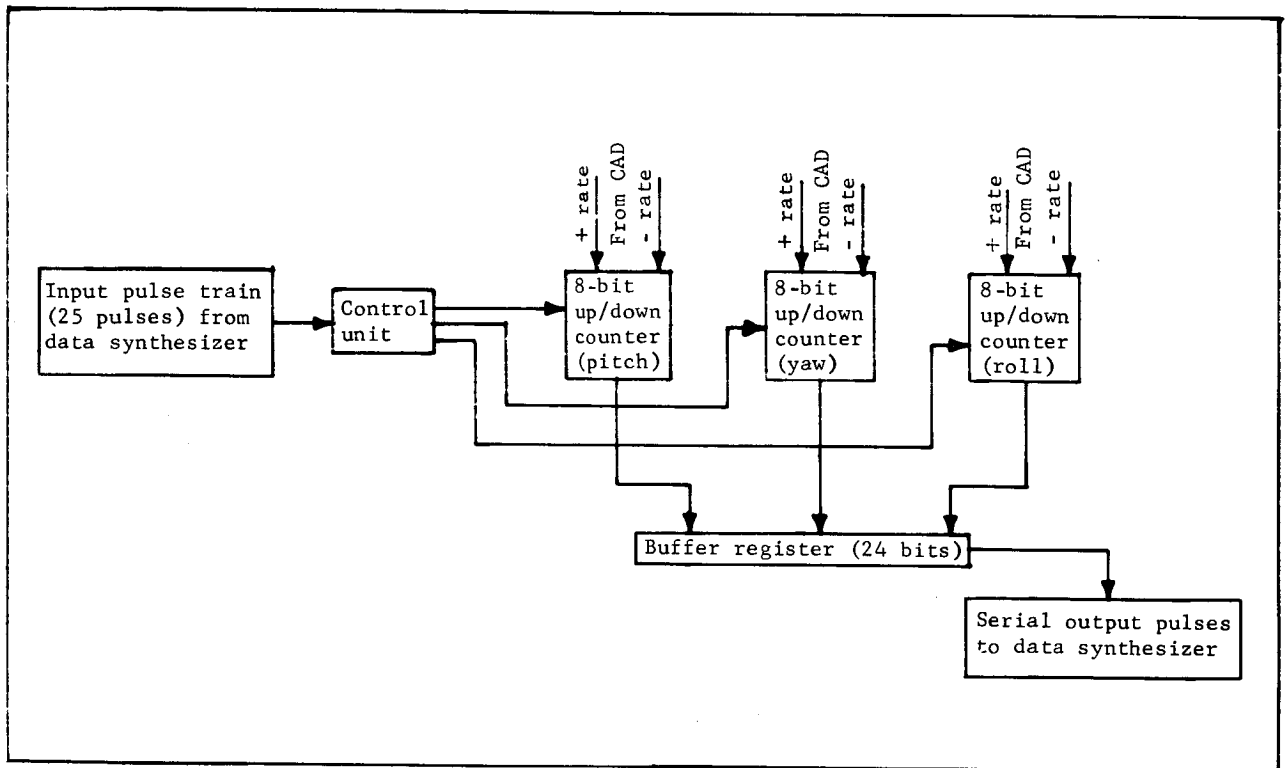 + rate
From CAD
- rate
+ rate
From CAD
- rate
+ rate
From CAD
- rate
Input pulse train
(25 pulses) from
data synthesizer
Control
unit
8-bit
up/down
counter
(pitch)
8-bit
up/down
counter
(yaw)
8-bit
up/down
counter
(roll)
Buffer register (24 bits)
Serial output pulses
to data synthesizer